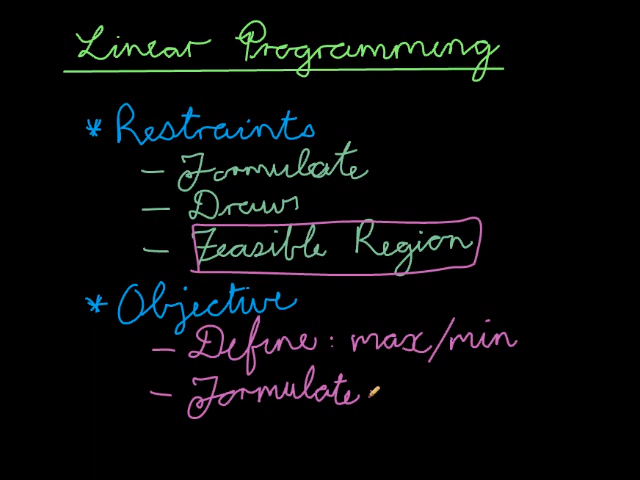 Linear Programming
* Restraints
- Formulate
- Draw
- Feasible Region
* Objective
- Define : max/min
- Formulate